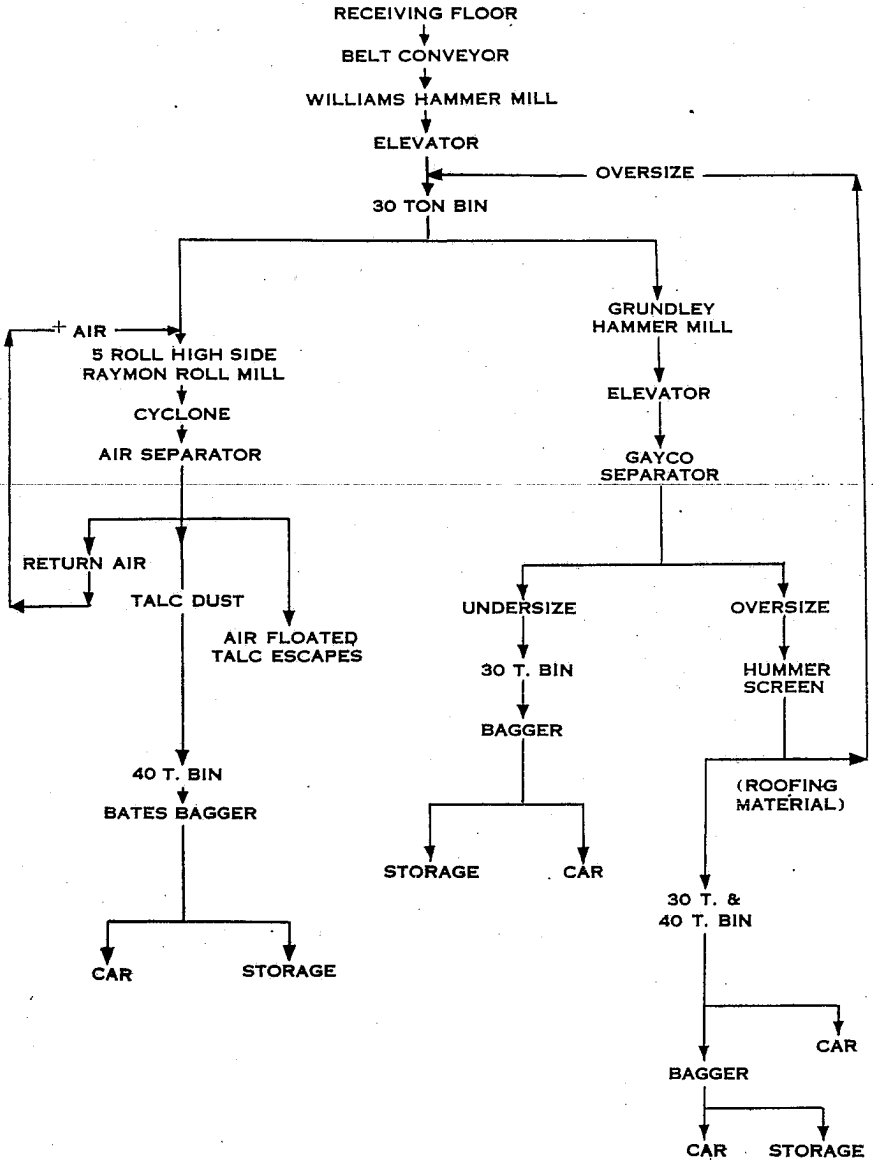 RECEIVING FLOOR
BELT CONVEYOR
WILLIAMS HAMMER MILL
ELEVATOR
OVERSIZE
30 TON BIN
+ AIR
5 ROLL HIGH SIDE
RAYMON ROLL MILL
CYCLONE
AIR SEPARATOR
RETURN AIR
TALC DUST
AIR FLOATED
TALC ESCAPES
40 T. BIN
BATES BAGGER
CAR
STORAGE
GRUNDLEY
HAMMER MILL
ELEVATOR
GAYCO
SEPARATOR
UNDERSIZE
30 T. BIN
BAGGER
STORAGE
CAR
OVERSIZE
HUMMER
SCREEN
(ROOFING
MATERIAL)
30 T. &
40 T. BIN
CAR
BAGGER
CAR
STORAGE